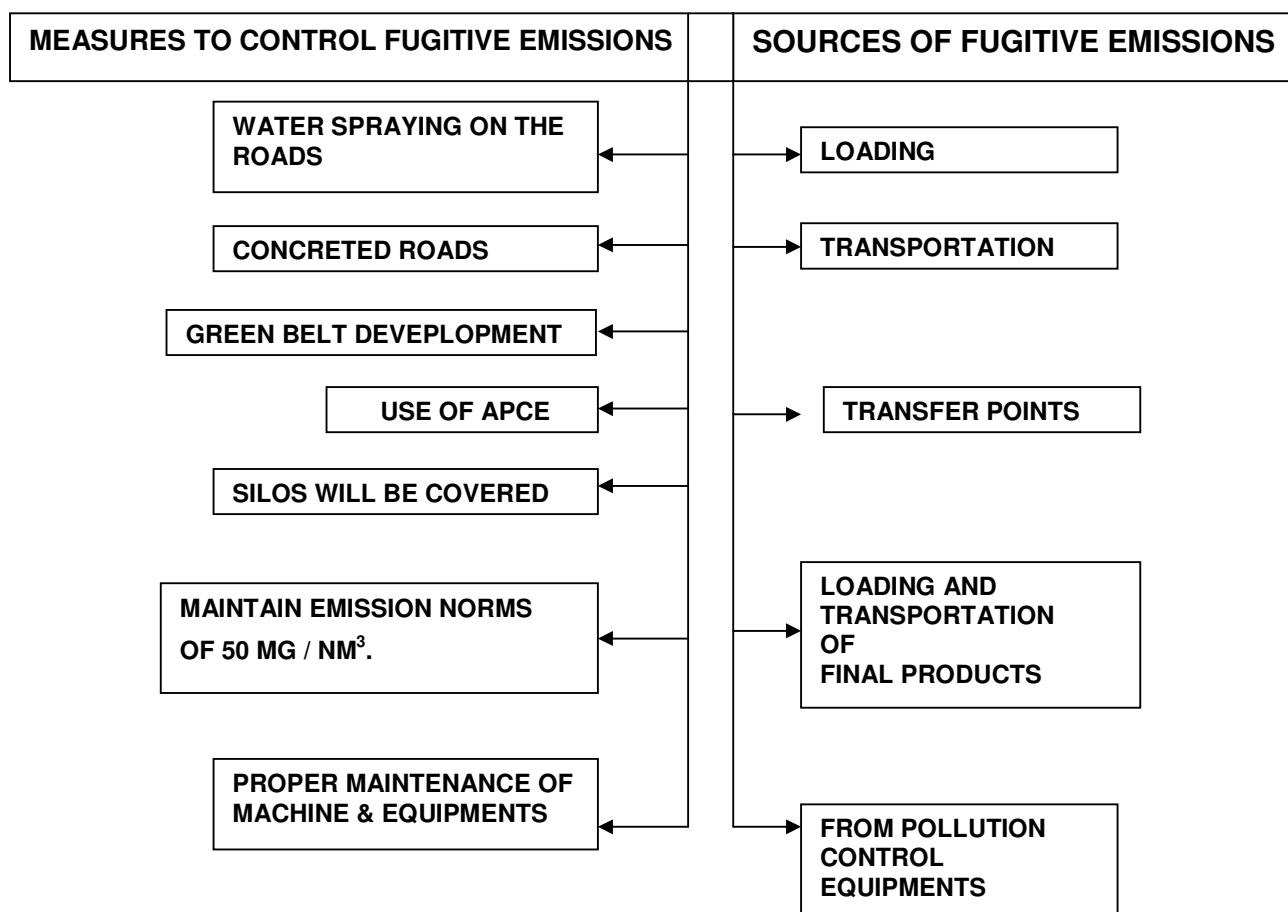 MEASURES TO CONTROL FUGITIVE EMISSIONS
SOURCES OF FUGITIVE EMISSIONS
WATER SPRAYING ON THE
ROADS
CONCRETED ROADS
GREEN BELT DEVEPLOPMENT
USE OF APCE
SILOS WILL BE COVERED
MAINTAIN EMISSION NORMS
OF 50 MG / NM³.
PROPER MAINTENANCE OF
MACHINE & EQUIPMENTS
LOADING
TRANSPORTATION
TRANSFER POINTS
LOADING AND
TRANSPORTATION
OF
FINAL PRODUCTS
FROM POLLUTION
CONTROL
EQUIPMENTS